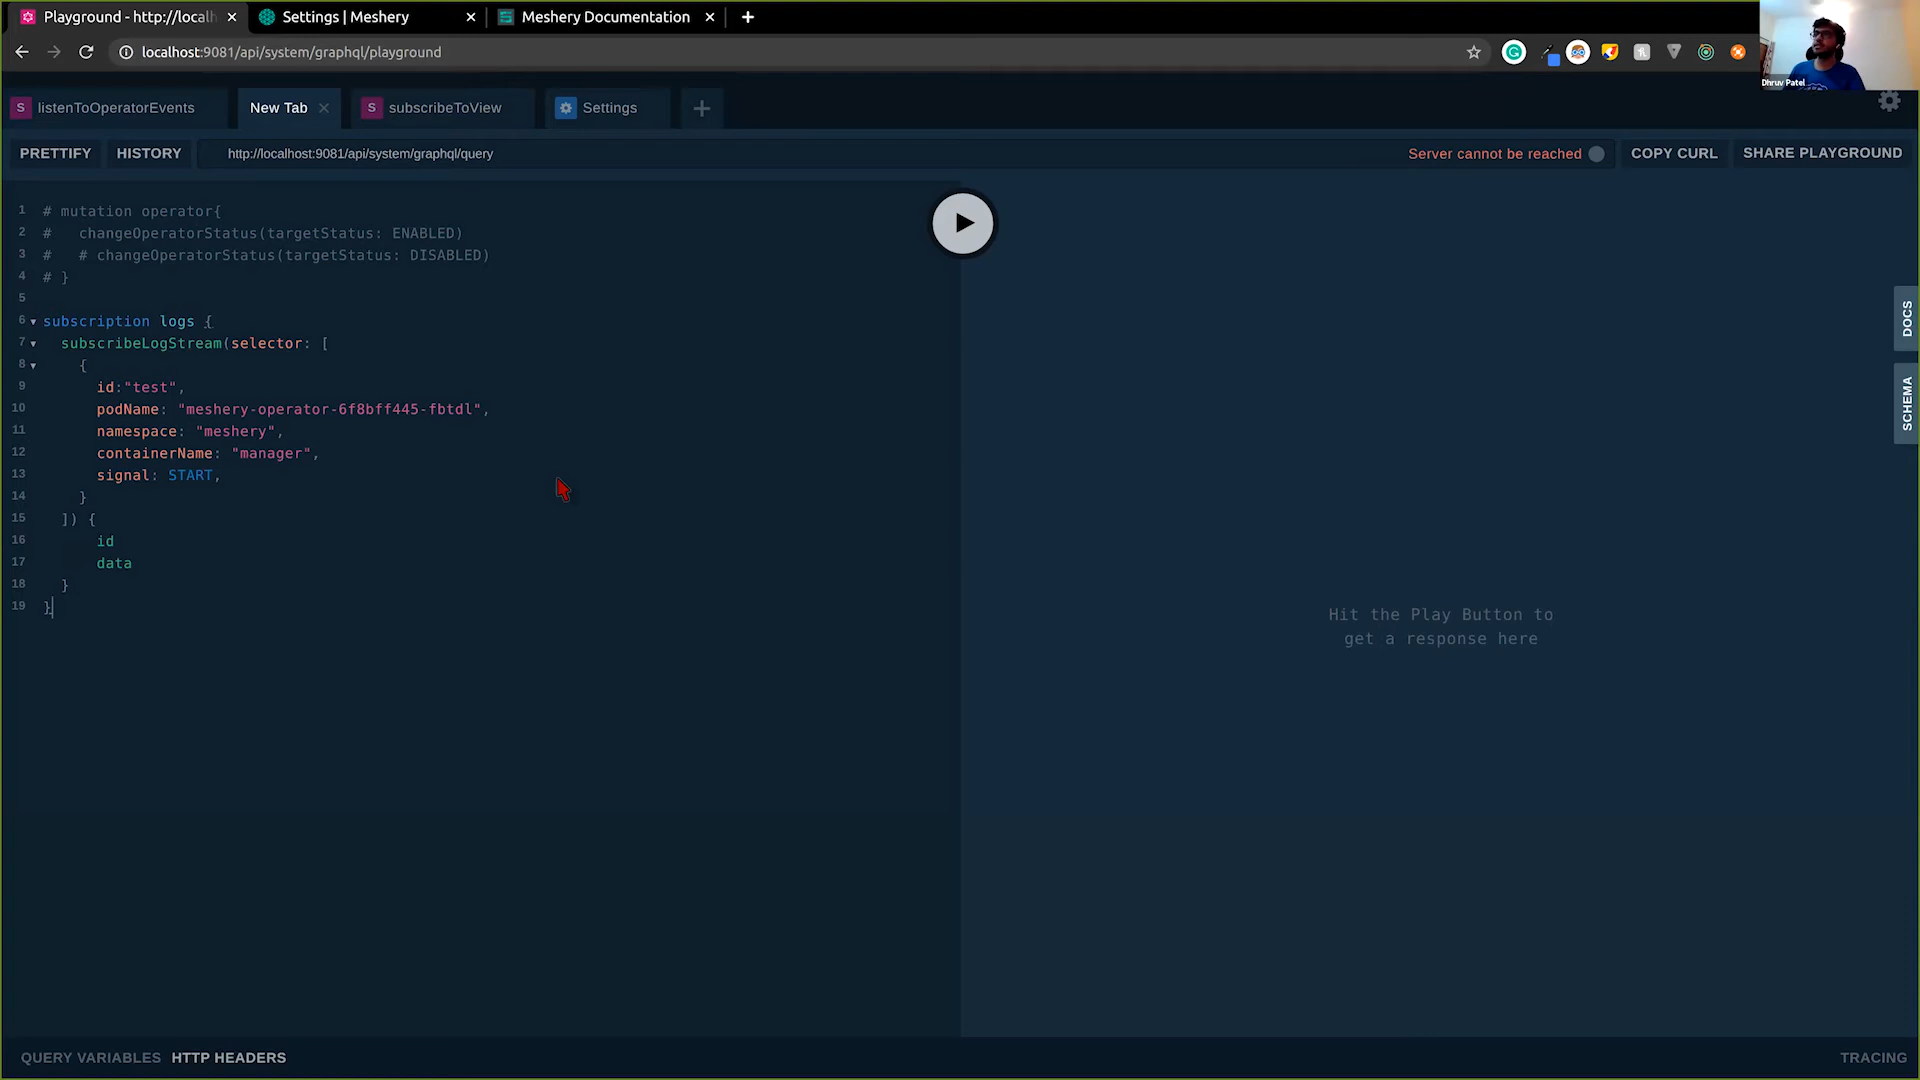 Playground - http://localh
Settings | Meshery
Meshery Documentation
localhost:9081/api/system/graphql/playground
Dhruv Patel
S listenToOperatorEvents
New Tab
S subscribeToView
Settings
PRETTIFY
HISTORY
http://localhost:9081/api/system/graphql/query
Server cannot be reached
COPY CURL
SHARE PLAYGROUND
1 # mutation operator{
2 #   changeOperatorStatus(targetStatus: ENABLED)
3 #   # changeOperatorStatus(targetStatus: DISABLED)
4 # }
5
6 subscription logs {
7   subscribeLogStream(selector: [
8     {
9       id:"test",
10       podName: "meshery-operator-6f8bff445-fbtdl",
11       namespace: "meshery",
12       containerName: "manager",
13       signal: START,
14     }
15   ]) {
16       id
17       data
18   }
19 }
Hit the Play Button to
get a response here
DOCS
SCHEMA
QUERY VARIABLES
HTTP HEADERS
TRACING